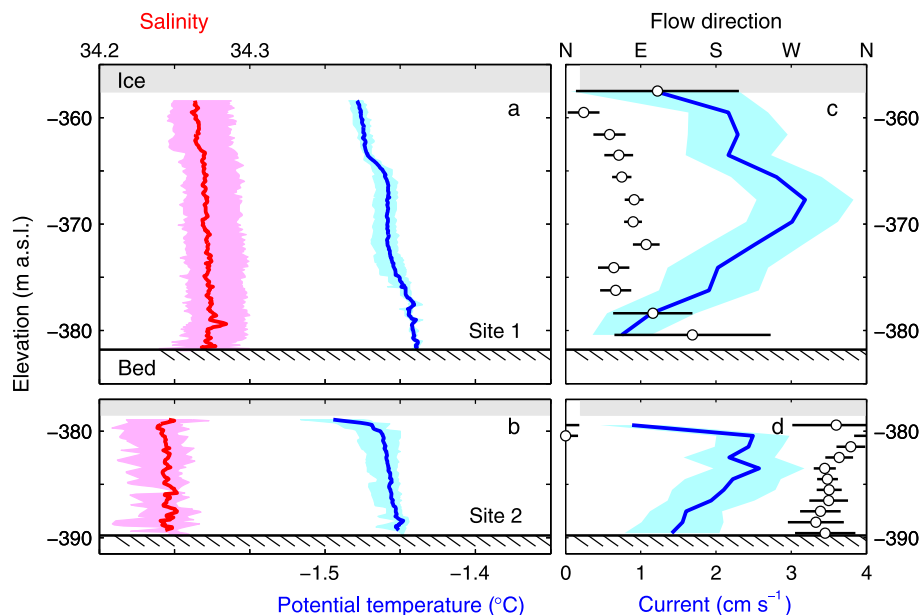 Salinity
Flow direction
34.2 34.3
N E S W N
Ice
a
c
−360
−370
−380
Site 1
Bed
−360
−370
−380
Elevation (m a.s.l.)
b
d
−380
−390
Site 2
−380
−390
−1.5 −1.4
0 1 2 3 4
Potential temperature (°C)
Current (cm s⁻¹)